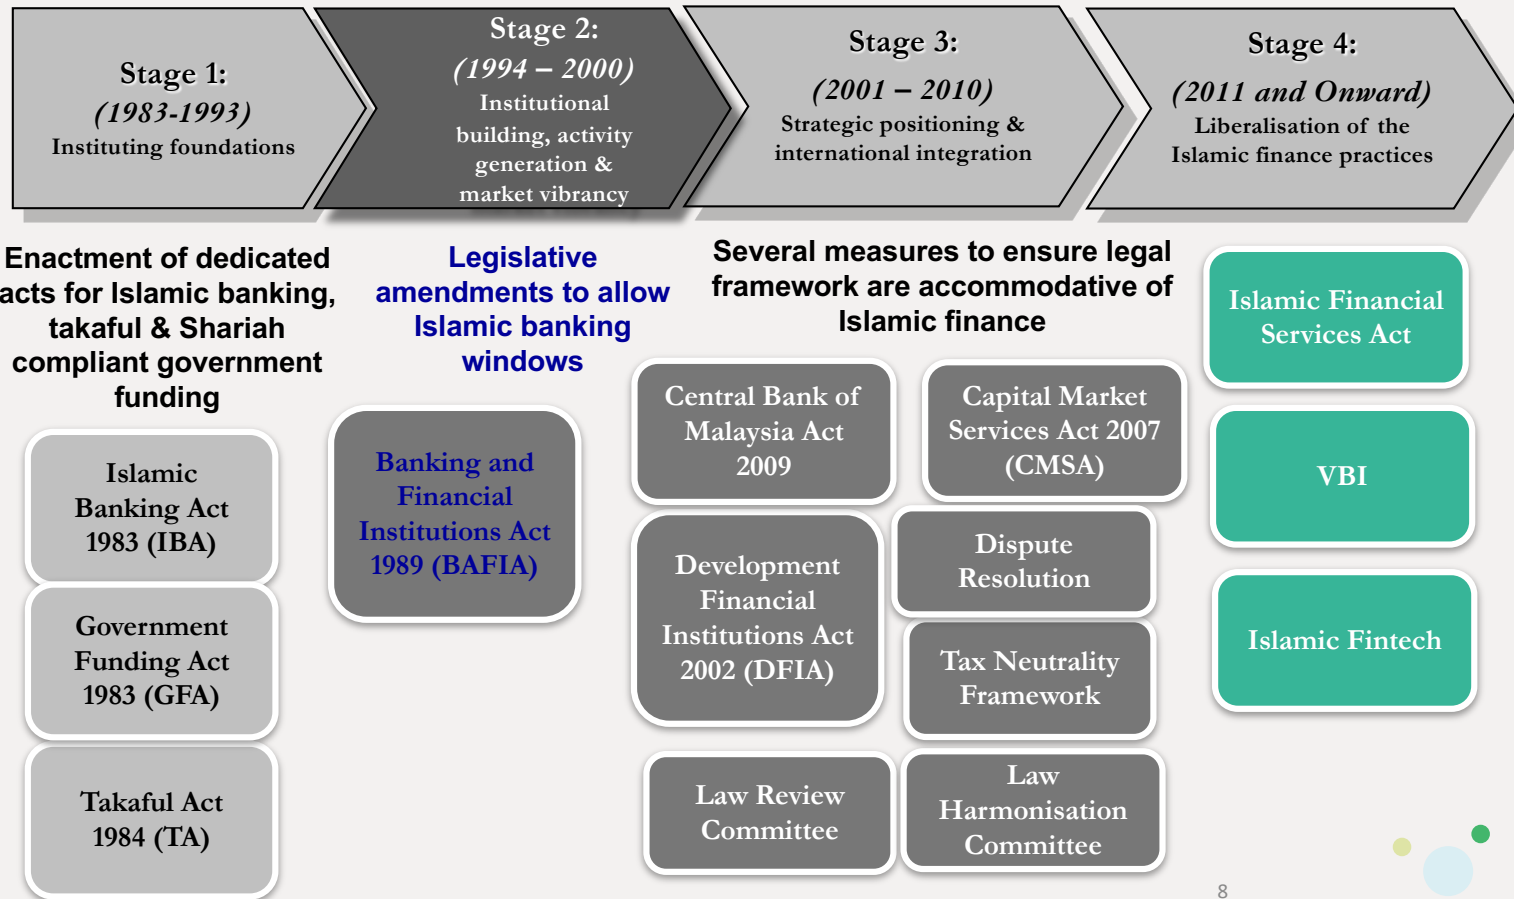 Stage 1:
(1983-1993)
Instituting foundations
Stage 2:
(1994 – 2000)
Institutional
building, activity
generation &
market vibrancy
Stage 3:
(2001 – 2010)
Strategic positioning &
international integration
Stage 4:
(2011 and Onward)
Liberalisation of the
Islamic finance practices
Enactment of dedicated
acts for Islamic banking,
takaful & Shariah
compliant government
funding
Islamic
Banking Act
1983 (IBA)
Government
Funding Act
1983 (GFA)
Takaful Act
1984 (TA)
Legislative
amendments to allow
Islamic banking
windows
Banking and
Financial
Institutions Act
1989 (BAFIA)
Several measures to ensure legal
framework are accommodative of
Islamic finance
Central Bank of
Malaysia Act
2009
Capital Market
Services Act 2007
(CMSA)
Development
Financial
Institutions Act
2002 (DFIA)
Dispute
Resolution
Tax Neutrality
Framework
Law Review
Committee
Law
Harmonisation
Committee
Islamic Financial
Services Act
VBI
Islamic Fintech
8